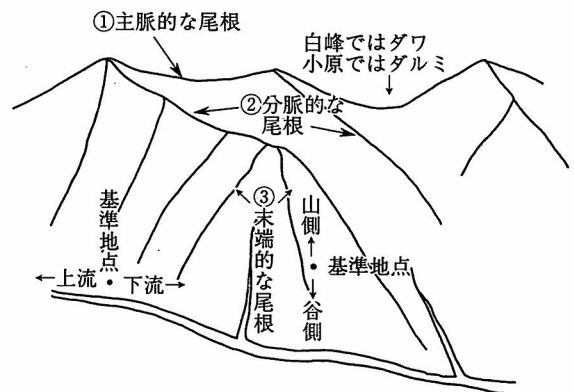 ①主脈的な尾根
白峰ではダワ
小原ではダルミ
②分脈的な
尾根
③末端的な尾根
基準地点
←上流・下流→
山側
・基準地点
谷側